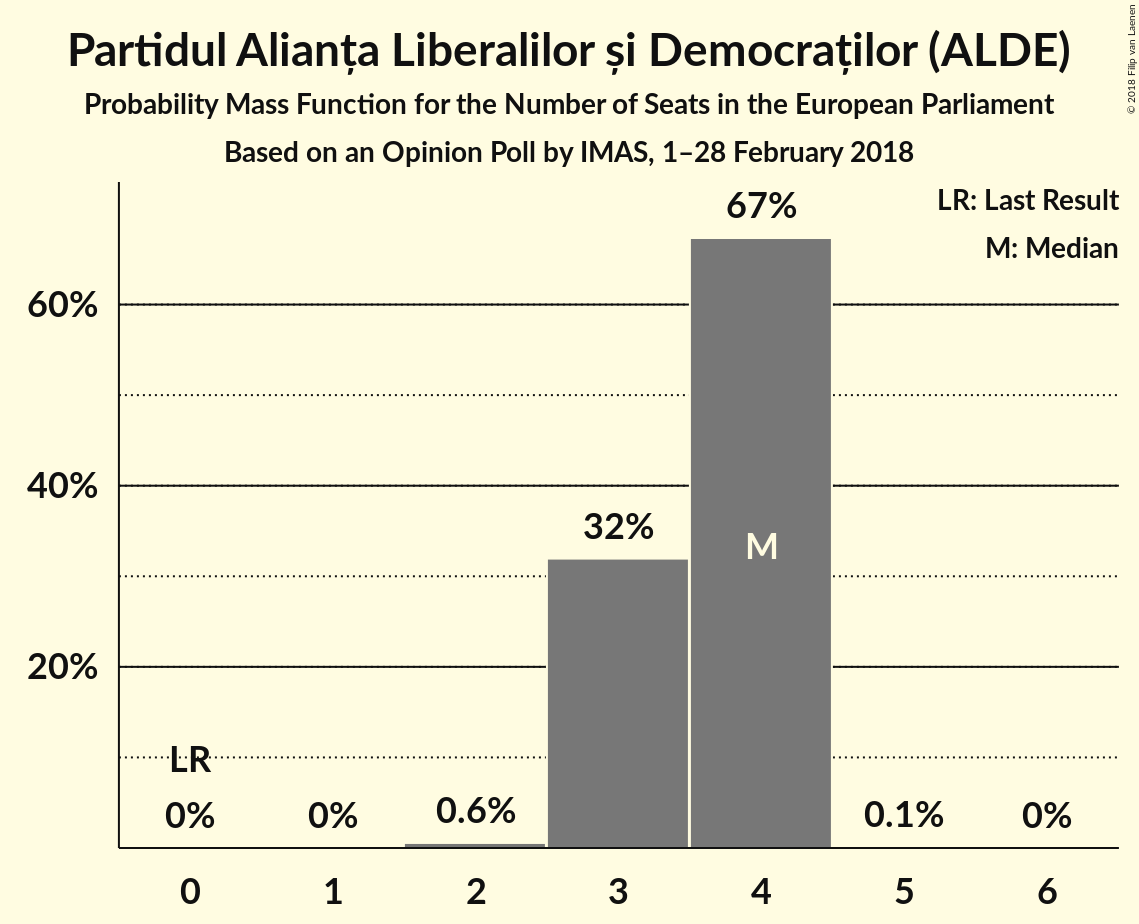 Partidul Alianța Liberalilor și Democraților (ALDE)
Probability Mass Function for the Number of Seats in the European Parliament
Based on an Opinion Poll by IMAS, 1–28 February 2018
© 2018 Filip van Laenen
LR: Last Result
M: Median
60%
40%
20%
LR
0%
0%
0.6%
32%
67%
M
0.1%
0%
0 1 2 3 4 5 6